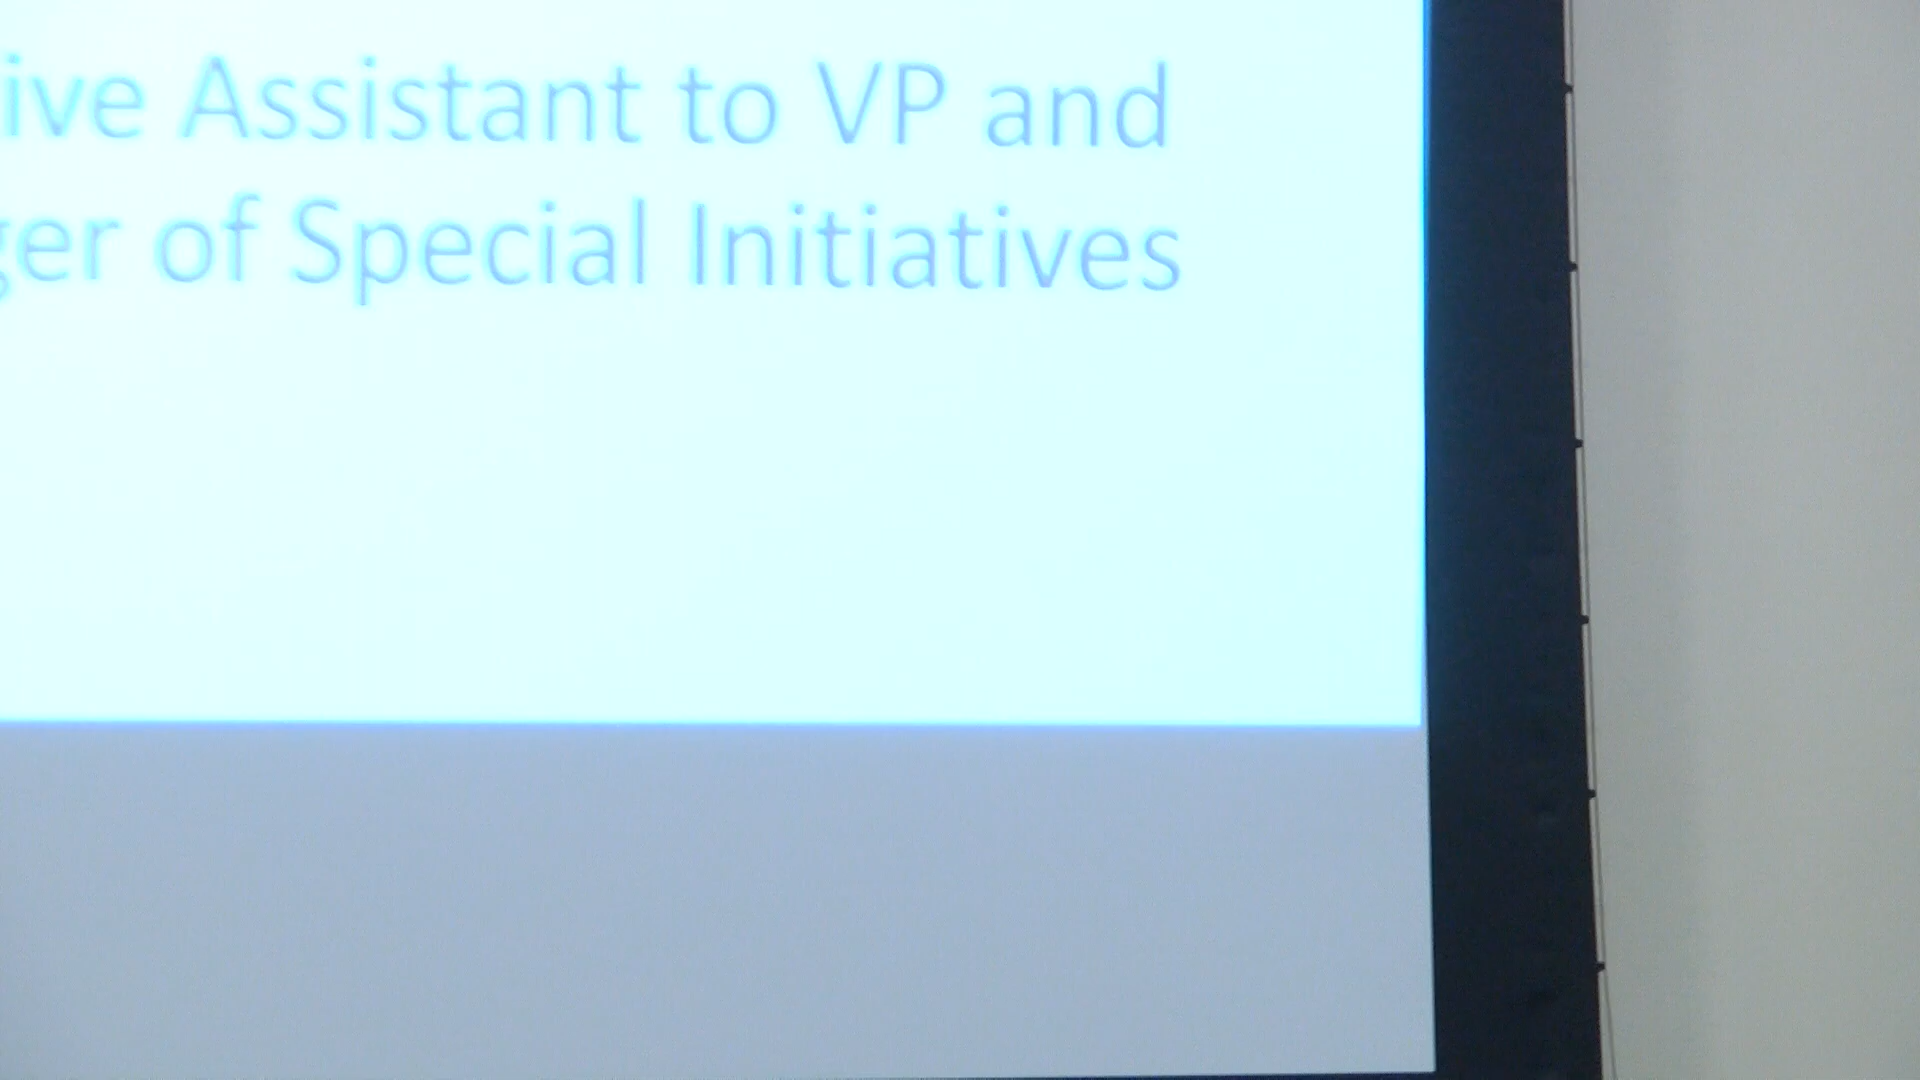 ive Assistant to VP and
ger of Special Initiatives